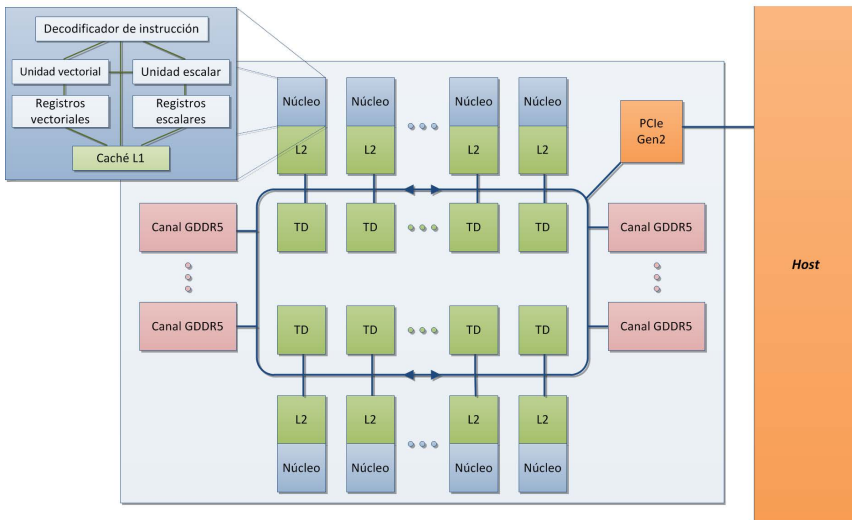 Decodificador de instrucción
Unidad vectorial
Unidad escalar
Registros
vectoriales
Registros
escalares
Caché L1
Núcleo
Núcleo
Núcleo
Núcleo
L2
L2
L2
L2
PCIe
Gen2
TD
TD
TD
TD
Canal GDDR5
Canal GDDR5
Host
Canal GDDR5
Canal GDDR5
TD
TD
TD
TD
L2
L2
L2
L2
Núcleo
Núcleo
Núcleo
Núcleo